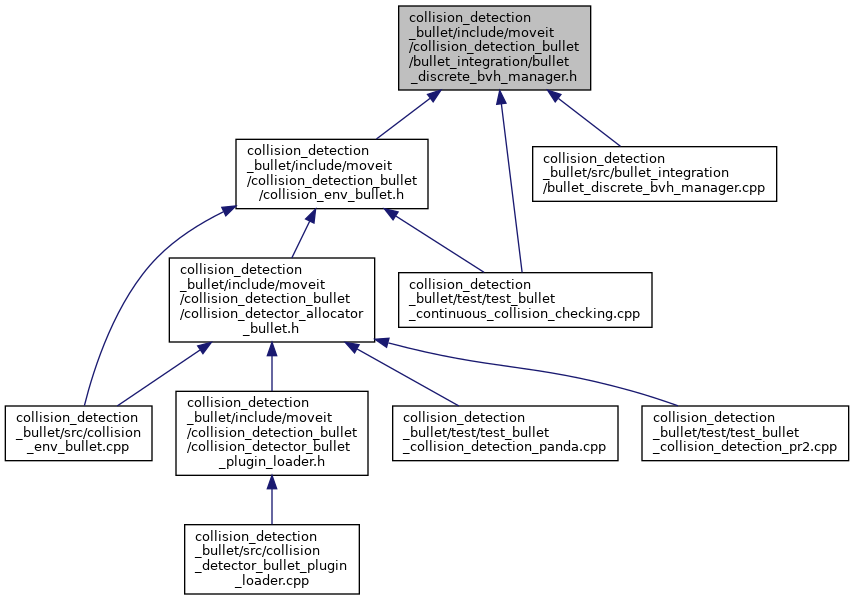 collision_detection
_bullet/include/moveit
/collision_detection_bullet
/bullet_integration/bullet
_discrete_bvh_manager.h
collision_detection
_bullet/include/moveit
/collision_detection_bullet
/collision_env_bullet.h
collision_detection
_bullet/src/bullet_integration
/bullet_discrete_bvh_manager.cpp
collision_detection
_bullet/include/moveit
/collision_detection_bullet
/collision_detector_allocator
_bullet.h
collision_detection
_bullet/test/test_bullet
_continuous_collision_checking.cpp
collision_detection
_bullet/src/collision
_env_bullet.cpp
collision_detection
_bullet/include/moveit
/collision_detection_bullet
/collision_detector_bullet
_plugin_loader.h
collision_detection
_bullet/test/test_bullet
_collision_detection_panda.cpp
collision_detection
_bullet/test/test_bullet
_collision_detection_pr2.cpp
collision_detection
_bullet/src/collision
_detector_bullet_plugin
_loader.cpp